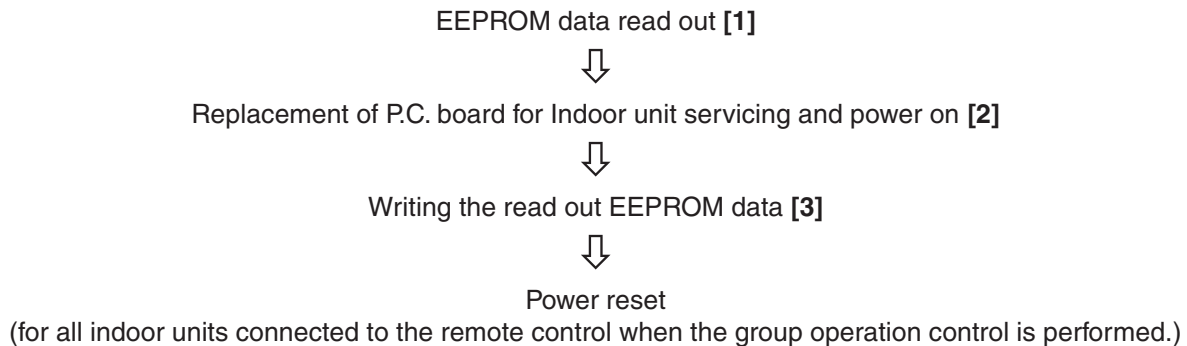 EEPROM data read out [1]
Replacement of P.C. board for Indoor unit servicing and power on [2]
Writing the read out EEPROM data [3]
Power reset
(for all indoor units connected to the remote control when the group operation control is performed.)